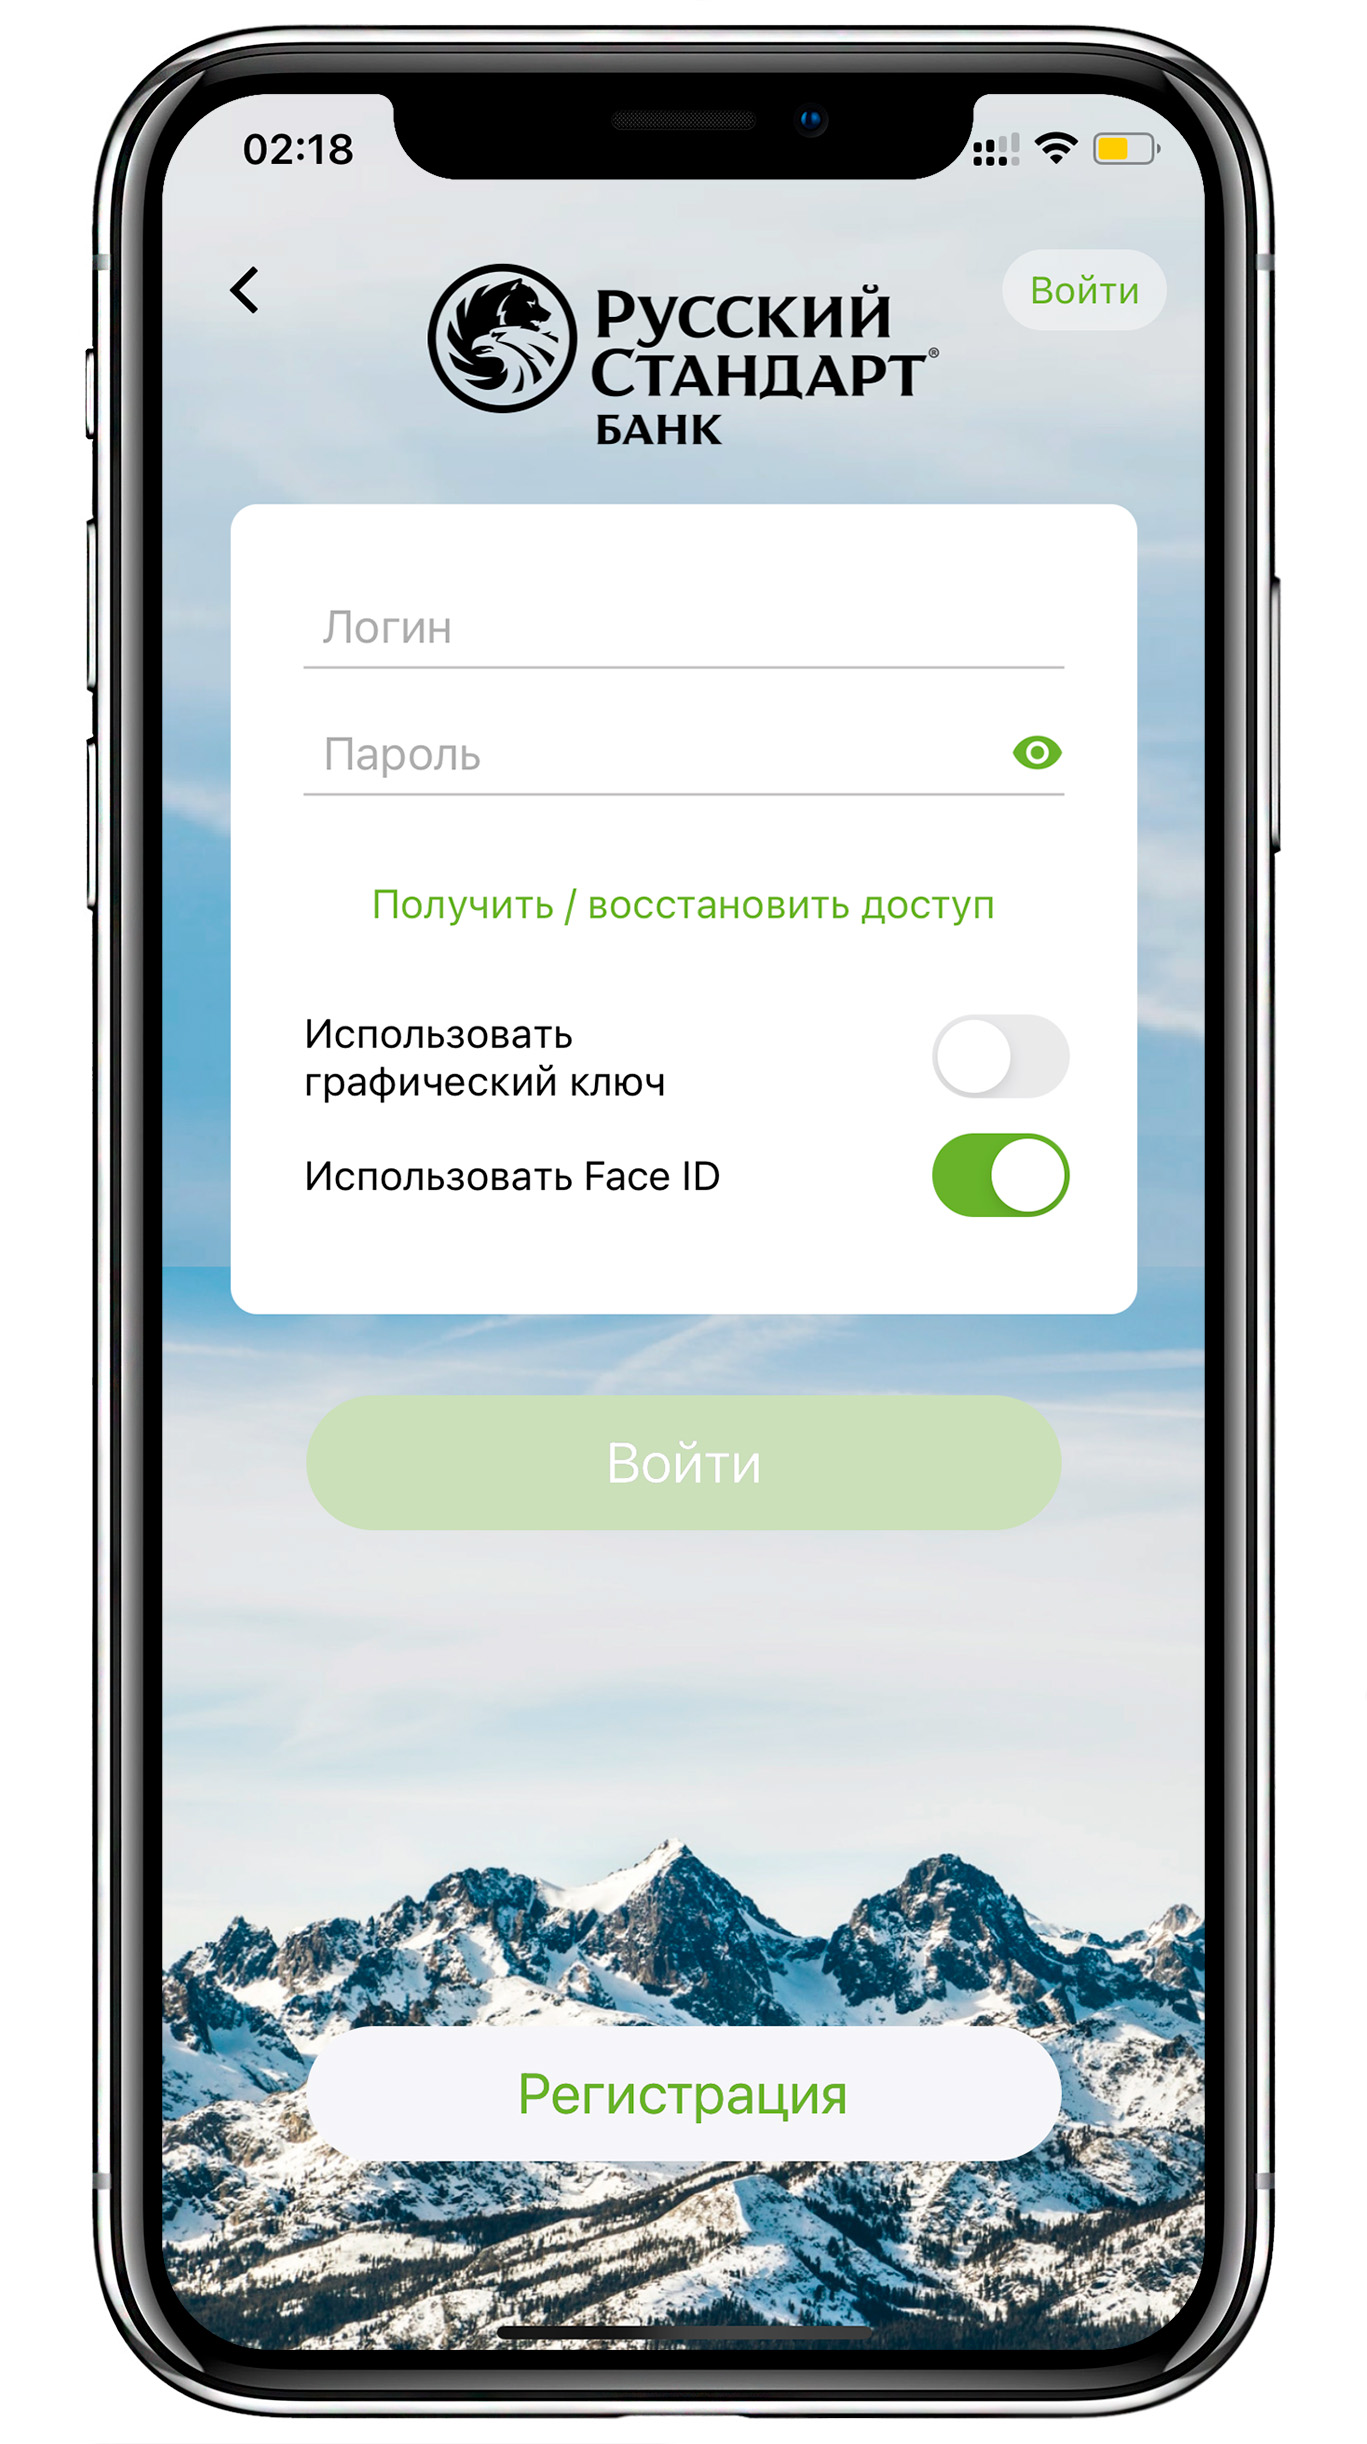 02:18
Войти
Русский
Стандарт®
Банк
Логин
Пароль
Получить / восстановить доступ
Использовать
графический ключ
Использовать Face ID
Войти
Регистрация